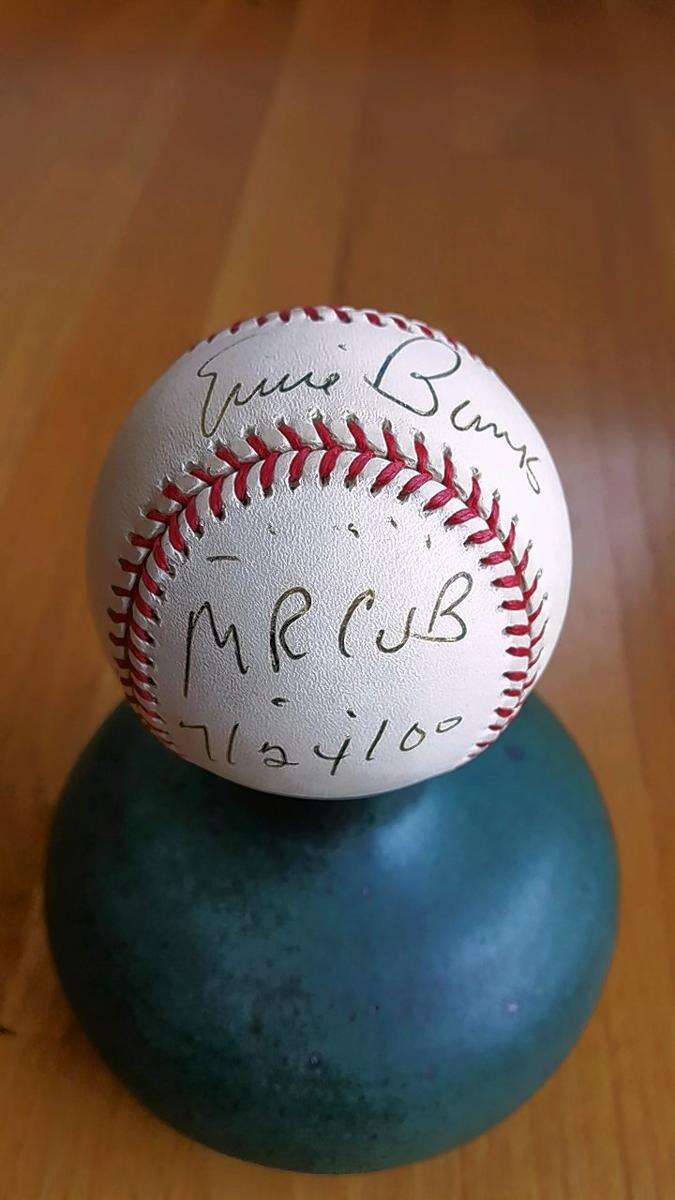 Ernie Banks
MR CUB
7/24/00